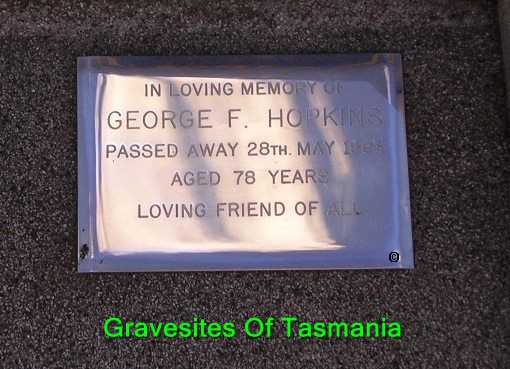 IN LOVING MEMORY OF
GEORGE F. HOPKINS
PASSED AWAY 28TH. MAY 1993
AGED 78 YEARS
LOVING FRIEND OF ALL
©
Gravesites Of Tasmania